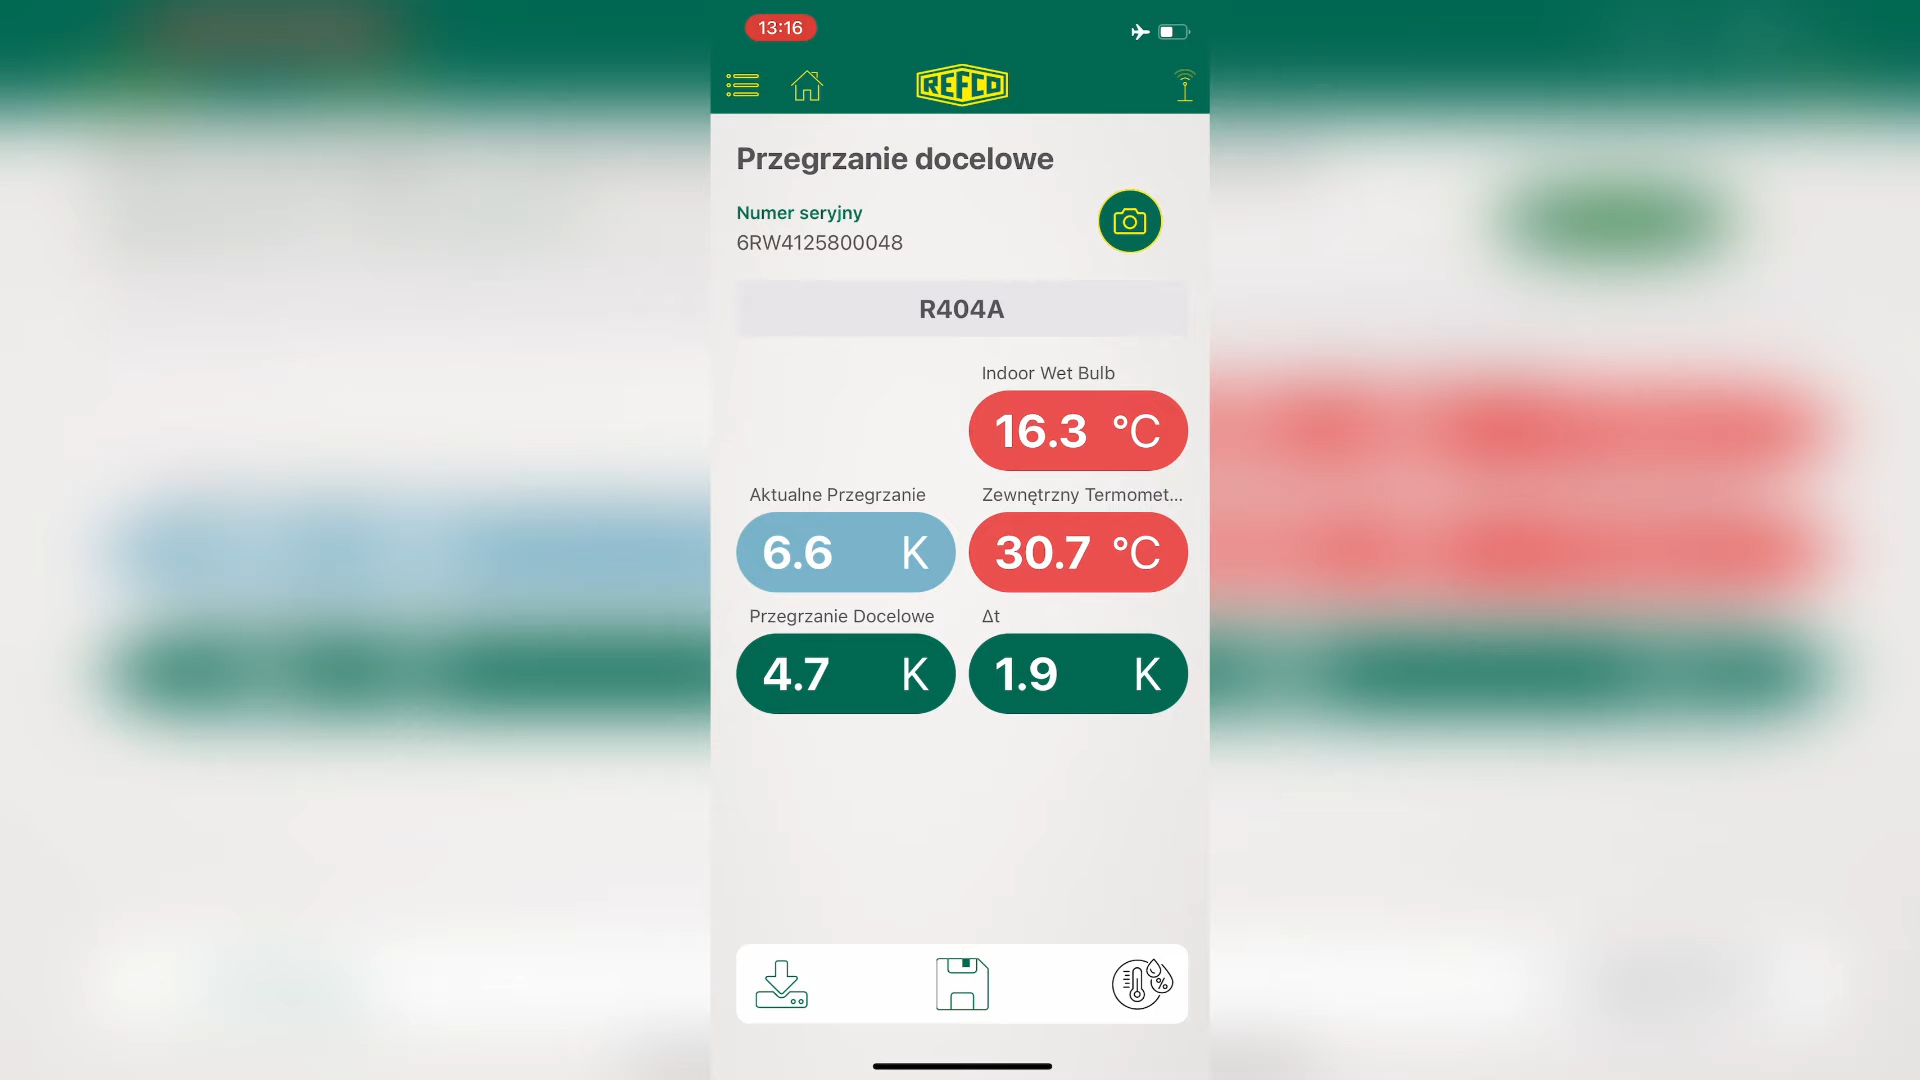 13:16
REFCO
Przegrzanie docelowe
Numer seryjny
6RW4125800048
R404A
Indoor Wet Bulb
16.3 °C
Aktualne Przegrzanie
Zewnętrzny Termomet...
6.6 K
30.7 °C
Przegrzanie Docelowe
Δt
4.7 K
1.9 K
%